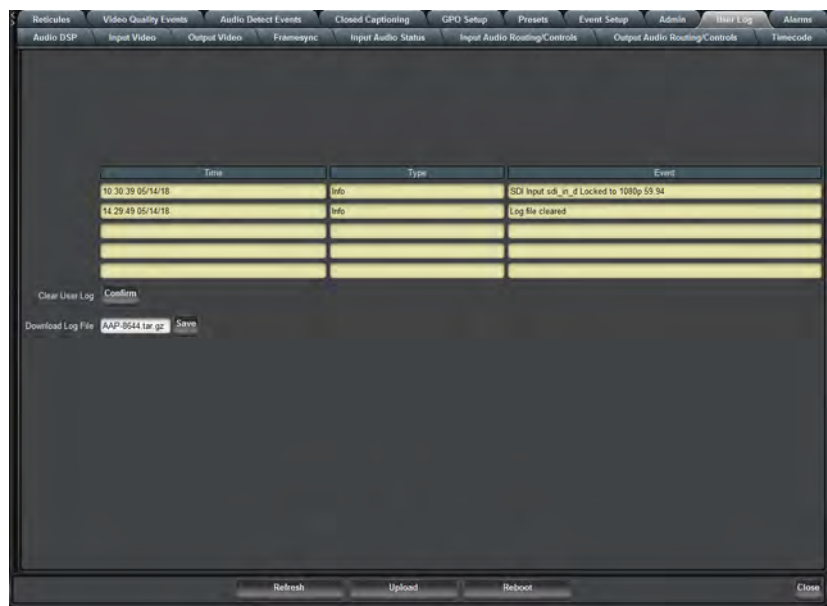 Reticules Video Quality Events Audio Detect Events Closed Captioning GPO Setup Presets Event Setup Admin User Log Alarms
Audio DSP Input Video Output Video Framesync Input Audio Status Input Audio Routing/Controls Output Audio Routing/Controls Timecode
Time Type Event
10:30:39 05/14/18 Info SDI Input sdi_in_d Locked to 1080p 59.94
14:29:49 05/14/18 Info Log file cleared
Clear User Log Confirm
Download Log File AAP-8644.tar.gz Save
Refresh Upload Reboot Close